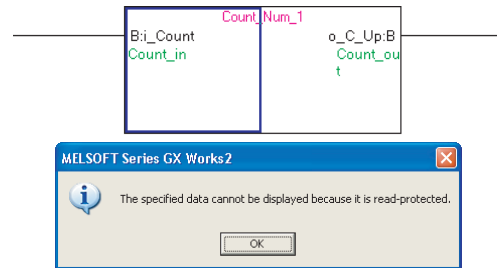 Count_Num_1
B:i_Count o_C_Up:B
Count_in Count_ou
t
MELSOFT Series GX Works2
The specified data cannot be displayed because it is read-protected.
OK